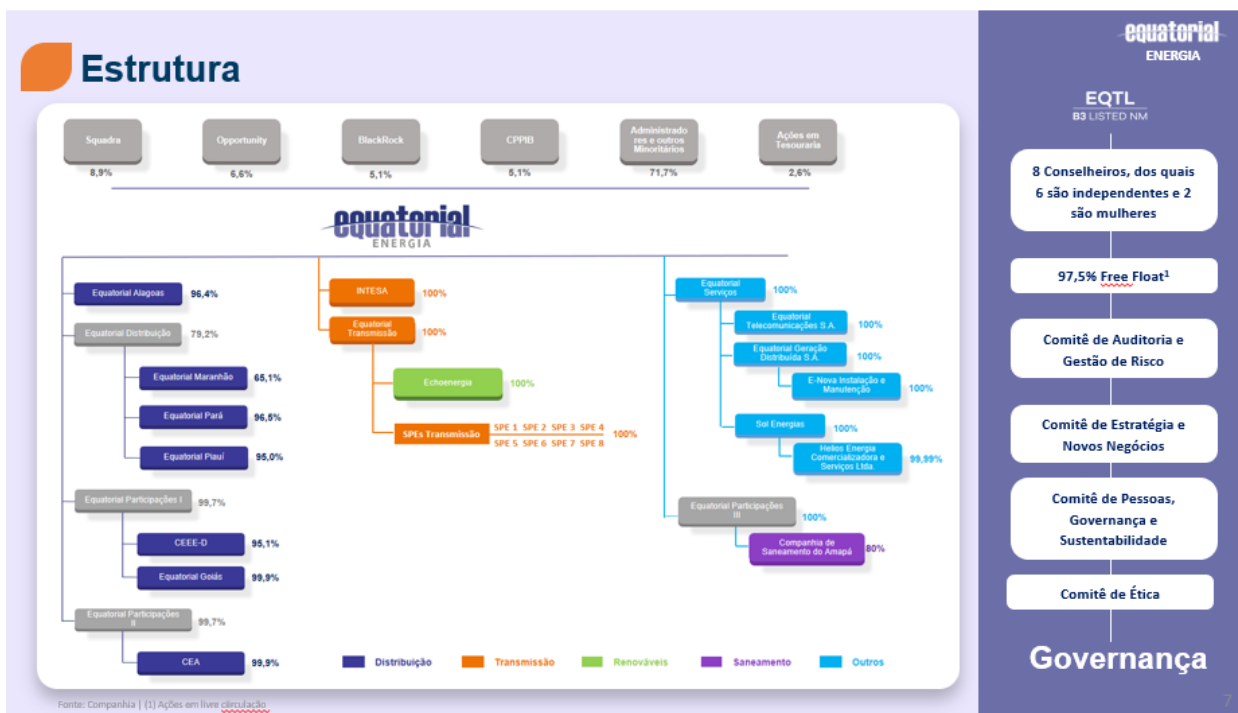 Estrutura
Squadra
8,9%
Opportunity
6,6%
BlackRock
5,1%
CPPIB
5,1%
Administrado
res e outros
Minoritários
71,7%
Ações em
Tesouraria
2,6%
equatorial
ENERGIA
Equatorial Alagoas 96,4%
Equatorial Distribuição 79,2%
Equatorial Maranhão 65,1%
Equatorial Pará 96,5%
Equatorial Piauí 95,0%
Equatorial Participações I 99,7%
CEEE-D 95,1%
Equatorial Goiás 99,9%
Equatorial Participações
II 99,7%
CEA 99,9%
INTESA 100%
Equatorial
Transmissão 100%
Echoenergia 100%
SPEs Transmissão
SPE 1 SPE 2 SPE 3 SPE 4
SPE 5 SPE 6 SPE 7 SPE 8
100%
Equatorial
Serviços 100%
Equatorial
Telecomunicações S.A. 100%
Equatorial Geração
Distribuída S.A. 100%
E-Nova Instalação e
Manutenção 100%
Sol Energias 100%
Helios Energia
Comercializadora e
Serviços Ltda. 99,99%
Equatorial Participações
III 100%
Companhia de
Saneamento do Amapá 80%
Distribuição
Transmissão
Renováveis
Saneamento
Outros
Fonte: Companhia | (1) Ações em livre ciirculação
equatorial
ENERGIA
EQTL
B3 LISTED NM
8 Conselheiros, dos quais
6 são independentes e 2
são mulheres
97,5% Free Float¹
Comitê de Auditoria e
Gestão de Risco
Comitê de Estratégia e
Novos Negócios
Comitê de Pessoas,
Governança e
Sustentabilidade
Comitê de Ética
Governança
7